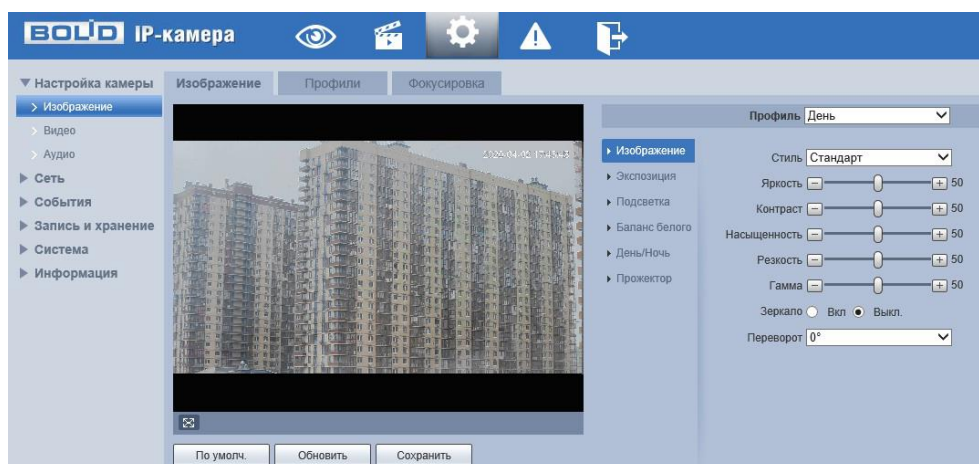 BOLID IP-камера
Настройка камеры
Изображение
Видео
Аудио
Сеть
События
Запись и хранение
Система
Информация
Изображение
Профили
Фокусировка
По умолч.
Обновить
Сохранить
Изображение
Экспозиция
Подсветка
Баланс белого
День/Ночь
Прожектор
Профиль День
Стиль Стандарт
Яркость 50
Контраст 50
Насыщенность 50
Резкость 50
Гамма 50
Зеркало Вкл Выкл.
Переворот 0°